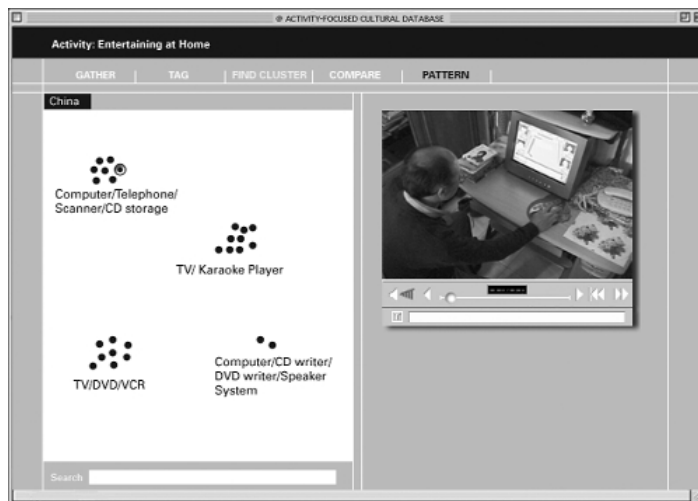 @ ACTIVITY-FOCUSED CULTURAL DATABASE
Activity: Entertaining at Home
GATHER TAG FIND CLUSTER COMPARE PATTERN
China
Computer/Telephone/
Scanner/CD storage
TV/ Karaoke Player
TV/DVD/VCR
Computer/CD writer/
DVD writer/Speaker
System
Search